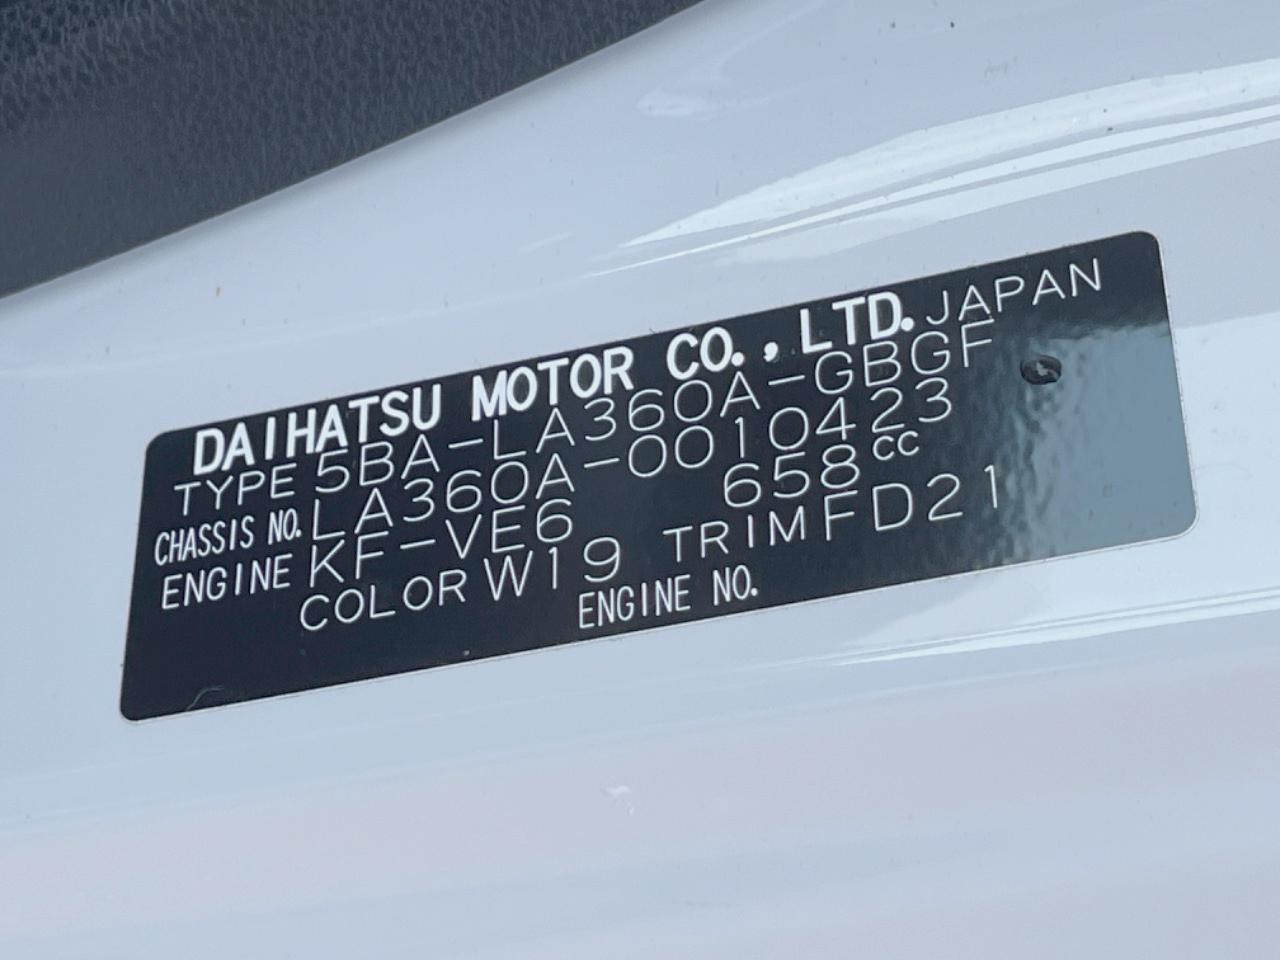 DAIHATSU MOTOR CO., LTD. JAPAN
TYPE 5BA-LA360A-GBGF
CHASSIS NO. LA360A-0010423
ENGINE KF-VE6 658cc
COLOR W19 TRIM FD21
ENGINE NO.